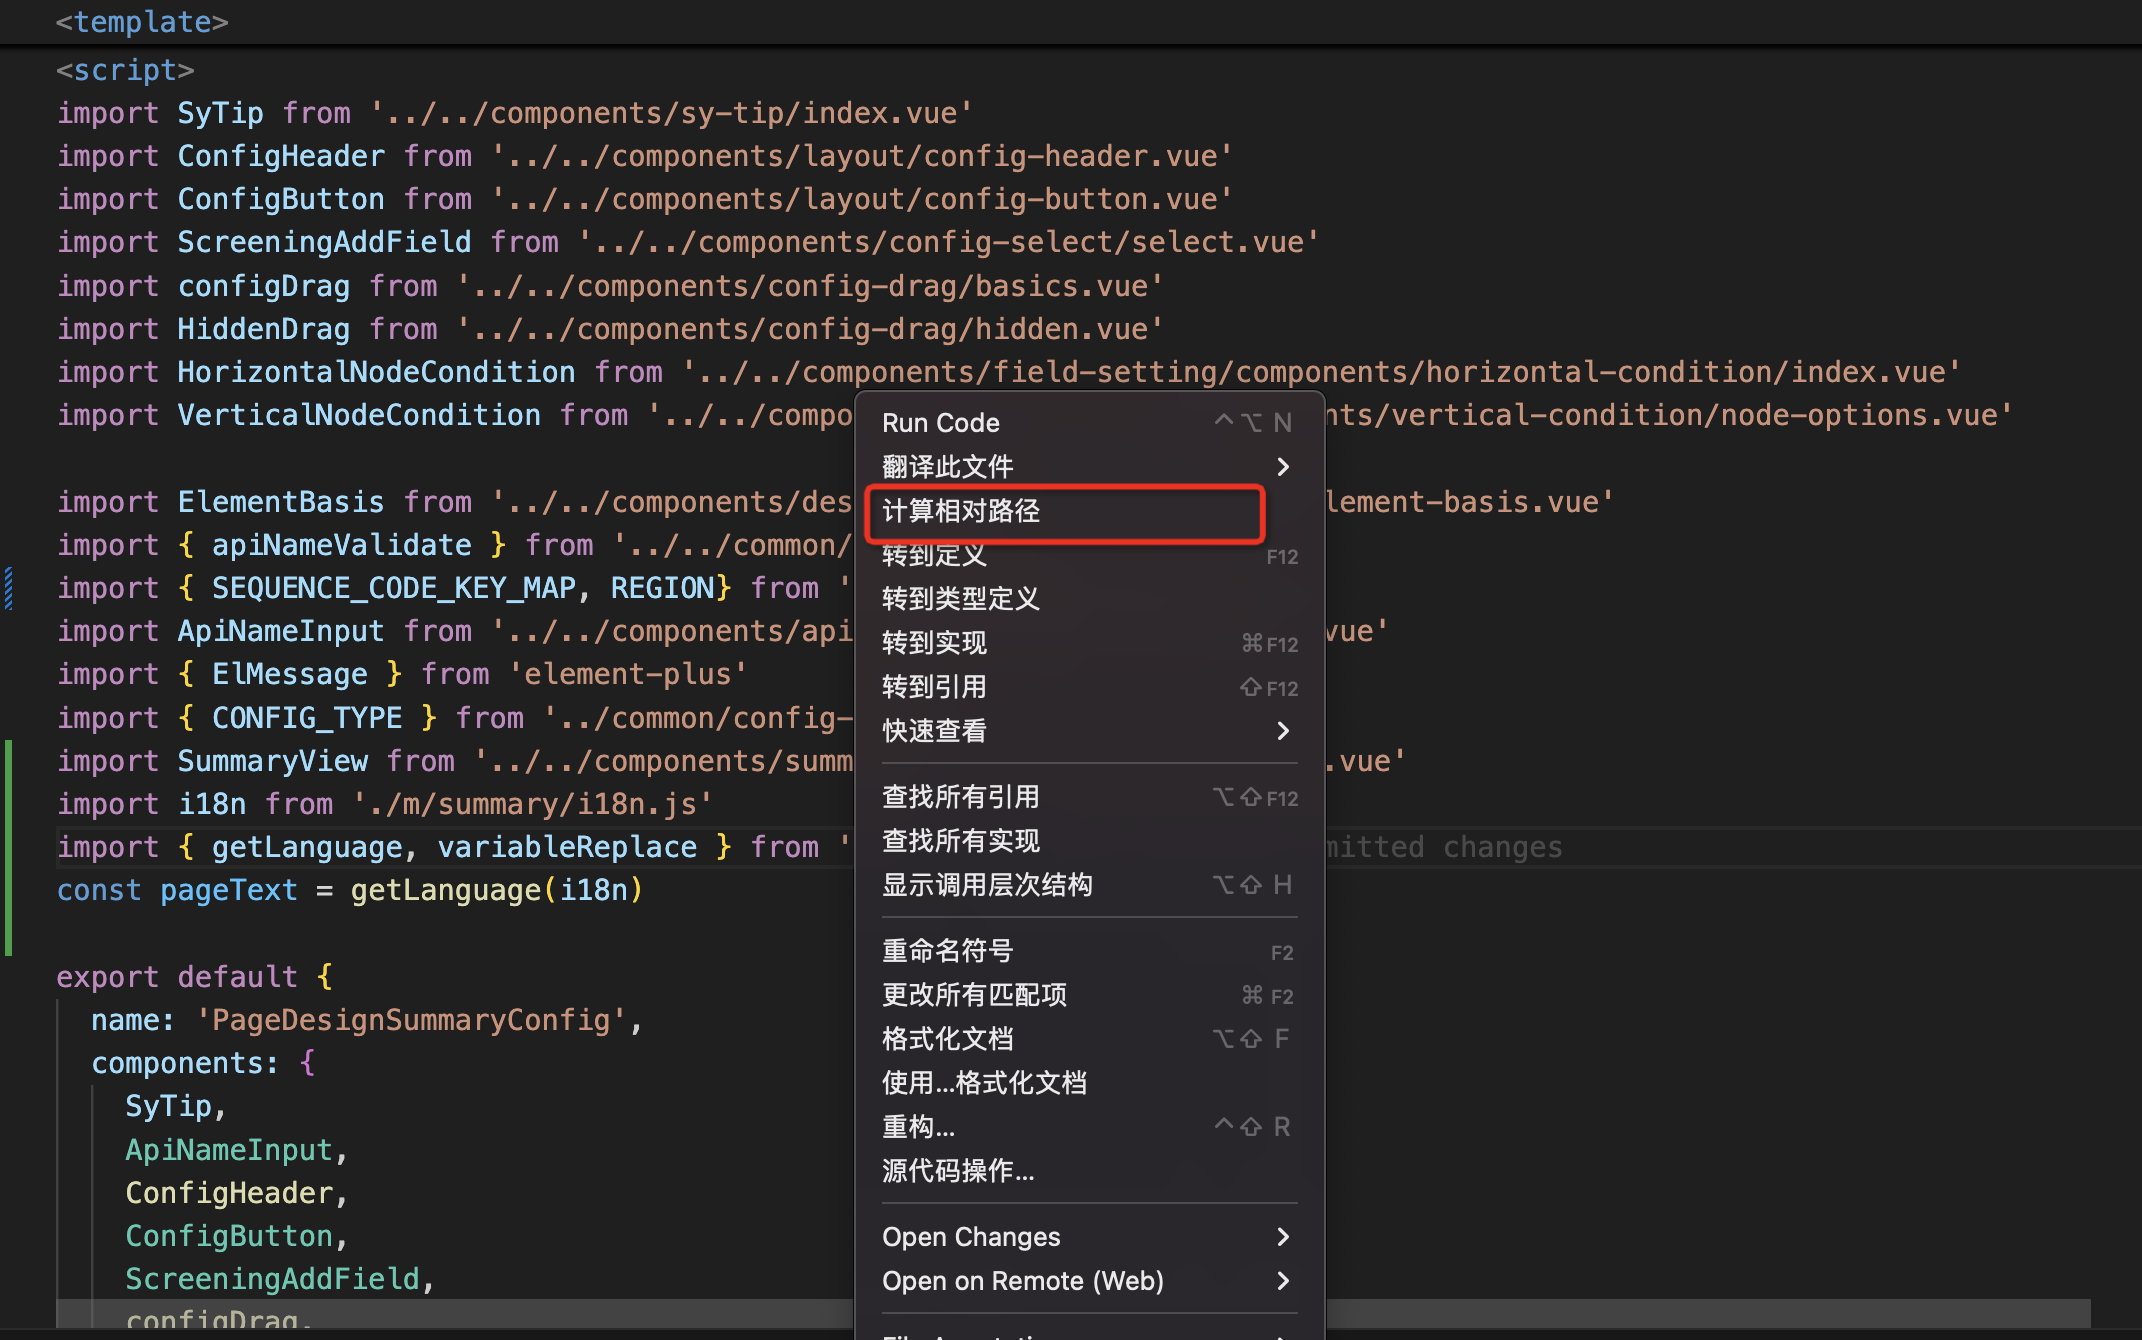 <template>
<script>
import SyTip from '../../components/sy-tip/index.vue'
import ConfigHeader from '../../components/layout/config-header.vue'
import ConfigButton from '../../components/layout/config-button.vue'
import ScreeningAddField from '../../components/config-select/select.vue'
import configDrag from '../../components/config-drag/basics.vue'
import HiddenDrag from '../../components/config-drag/hidden.vue'
import HorizontalNodeCondition from '../../components/field-setting/components/horizontal-condition/index.vue'
import VerticalNodeCondition from '../../compo nts/vertical-condition/node-options.vue'
import ElementBasis from '../../components/des lement-basis.vue'
import { apiNameValidate } from '../../common/
import { SEQUENCE_CODE_KEY_MAP, REGION} from '
import ApiNameInput from '../../components/api vue'
import { ElMessage } from 'element-plus'
import { CONFIG_TYPE } from '../common/config-
import SummaryView from '../../components/summ .vue'
import i18n from './m/summary/i18n.js'
import { getLanguage, variableReplace } from ' mitted changes
const pageText = getLanguage(i18n)
export default {
name: 'PageDesignSummaryConfig',
components: {
SyTip,
ApiNameInput,
ConfigHeader,
ConfigButton,
ScreeningAddField,
configDrag,
Run Code ^⌥ N
翻译此文件
计算相对路径
转到定义 F12
转到类型定义
转到实现 ⌘F12
转到引用 ⇧F12
快速查看
查找所有引用 ⌥⇧F12
查找所有实现
显示调用层次结构 ⌥⇧ H
重命名符号 F2
更改所有匹配项 ⌘ F2
格式化文档 ⌥⇧ F
使用...格式化文档
重构... ^⇧ R
源代码操作...
Open Changes
Open on Remote (Web)